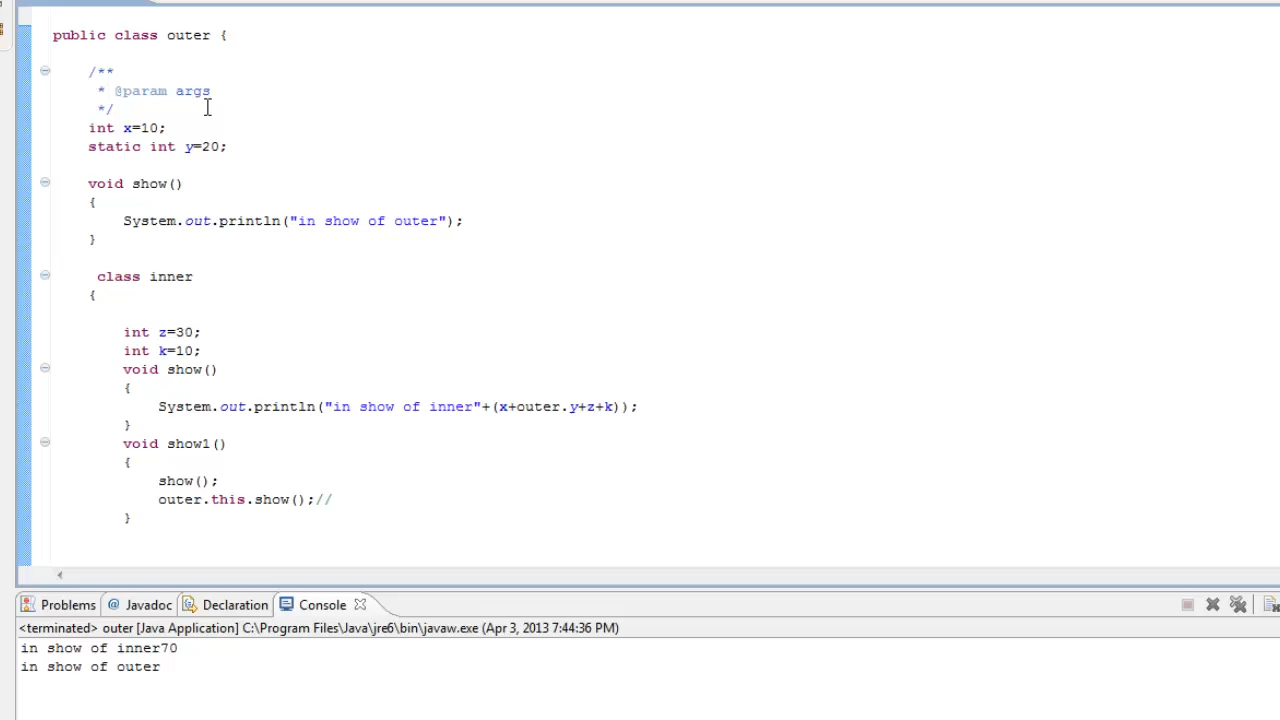 public class outer {
/**
* @param args
*/
int x=10;
static int y=20;
void show()
{
System.out.println("in show of outer");
}
class inner
{
int z=30;
int k=10;
void show()
{
System.out.println("in show of inner"+(x+outer.y+z+k));
}
void show1()
{
show();
outer.this.show();//
}
Problems @ Javadoc Declaration Console
<terminated> outer [Java Application] C:\Program Files\Java\jre6\bin\javaw.exe (Apr 3, 2013 7:44:36 PM)
in show of inner70
in show of outer